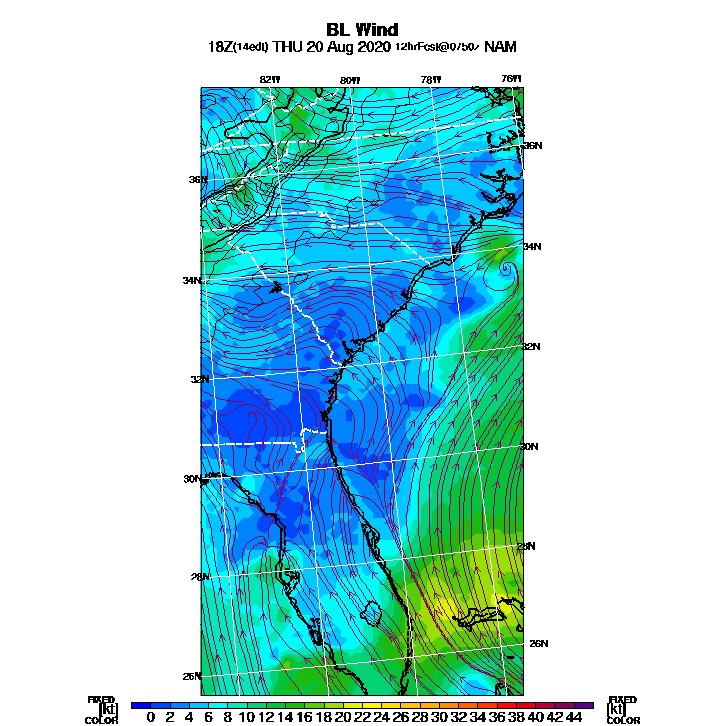 BL Wind
18Z(14edt) THU 20 Aug 2020 12hrFcst@0750z NAM
82W 80W 78W 76W
36N
36N
34N
34N
32N
32N
30N
30N
28N
28N
26N
26N
FIXED FIXED
[kt] 0 2 4 6 8 10 12 14 16 18 20 22 24 26 28 30 32 34 36 38 40 42 44 [kt]
COLOR COLOR